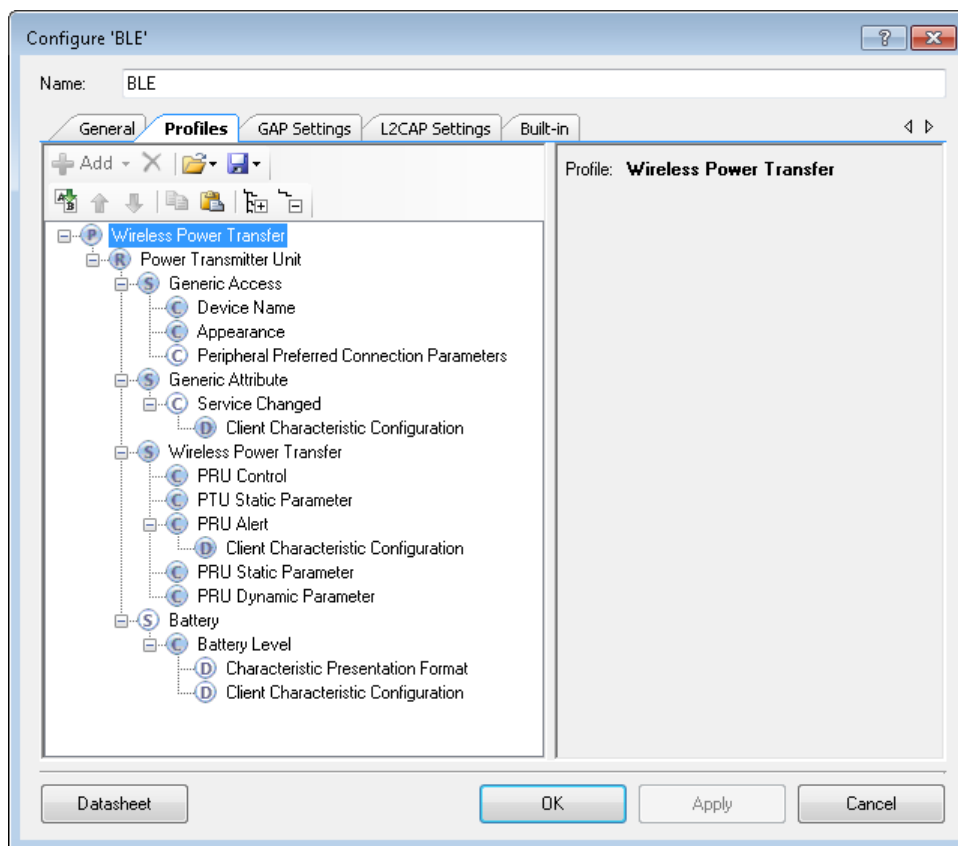 Configure 'BLE'
Name: BLE
General Profiles GAP Settings L2CAP Settings Built-in
Add
Profile: Wireless Power Transfer
P Wireless Power Transfer
R Power Transmitter Unit
S Generic Access
C Device Name
C Appearance
C Peripheral Preferred Connection Parameters
S Generic Attribute
C Service Changed
D Client Characteristic Configuration
S Wireless Power Transfer
C PRU Control
C PTU Static Parameter
C PRU Alert
D Client Characteristic Configuration
C PRU Static Parameter
C PRU Dynamic Parameter
S Battery
C Battery Level
D Characteristic Presentation Format
D Client Characteristic Configuration
Datasheet OK Apply Cancel